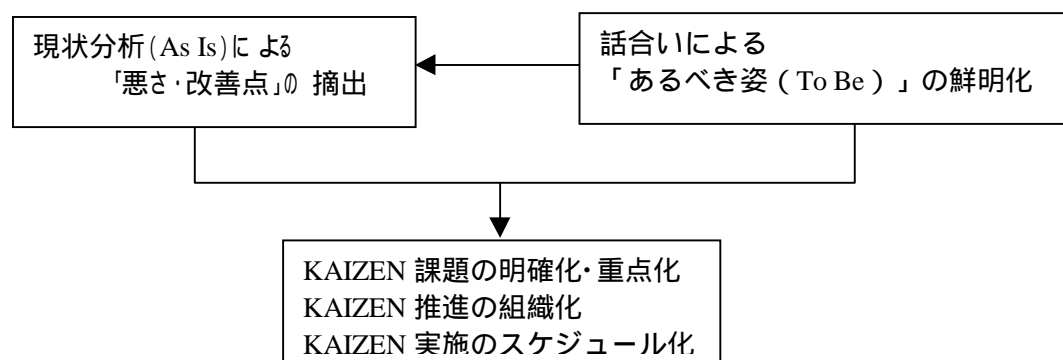 現状分析(As Is)による
「悪さ・改善点」の 摘出
話合いによる
「あるべき姿（To Be）」の鮮明化
KAIZEN 課題の明確化・重点化
KAIZEN 推進の組織化
KAIZEN 実施のスケジュール化